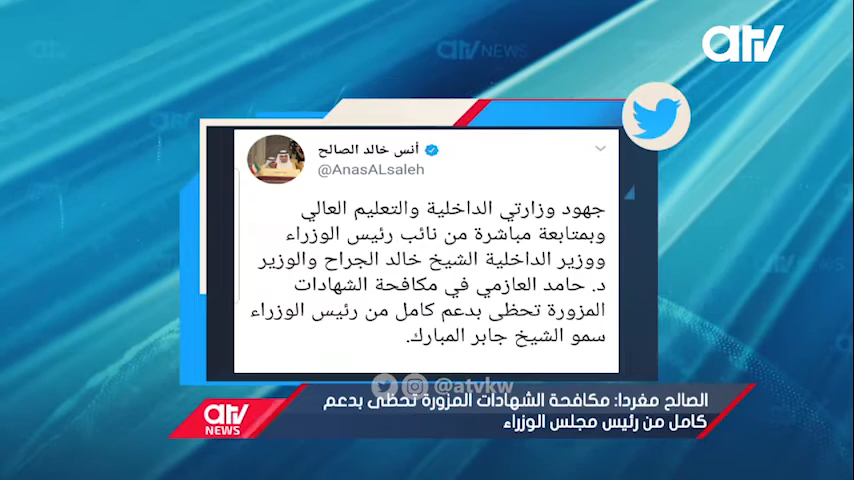 atv
atv NEWS
أنس خالد الصالح
@AnasALsaleh
جهود وزارتي الداخلية والتعليم العالي
وبمتابعة مباشرة من نائب رئيس الوزراء
ووزير الداخلية الشيخ خالد الجراح والوزير
د. حامد العازمي في مكافحة الشهادات
المزورة تحظى بدعم كامل من رئيس الوزراء
سمو الشيخ جابر المبارك.
@atvkw
الصالح مغردا: مكافحة الشهادات المزورة تحظى بدعم
كامل من رئيس مجلس الوزراء
atv
NEWS